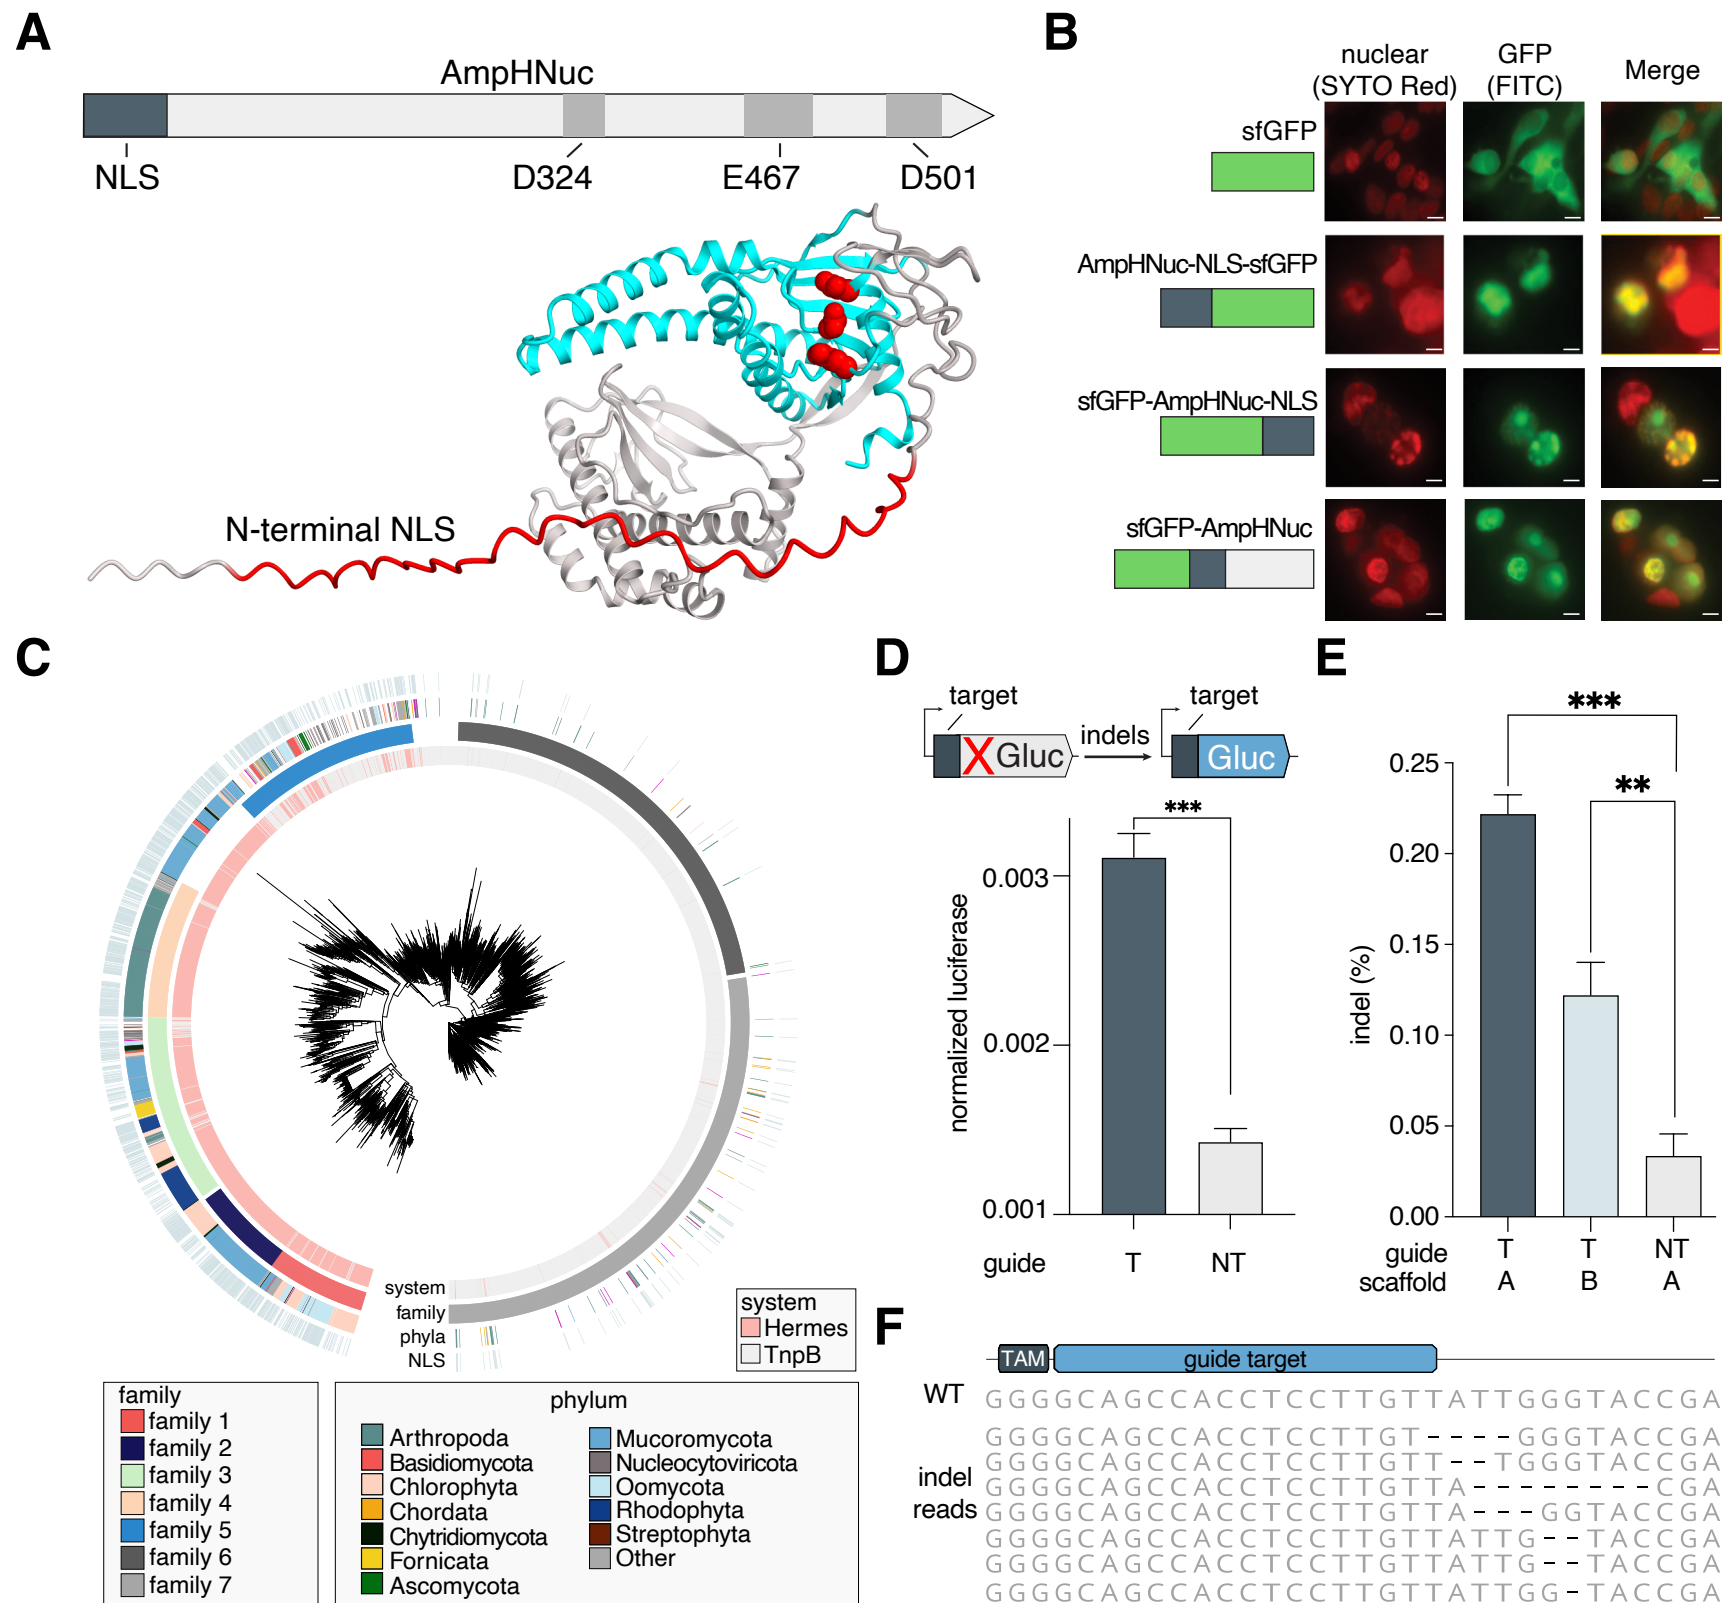 A
AmpHNuc
NLS
D324
E467
D501
N-terminal NLS
B
nuclear
(SYTO Red)
GFP
(FITC)
Merge
sfGFP
AmpHNuc-NLS-sfGFP
sfGFP-AmpHNuc-NLS
sfGFP-AmpHNuc
C
system
family
phyla
NLS
system
Hermes
TnpB
family
family 1
family 2
family 3
family 4
family 5
family 6
family 7
phylum
Arthropoda
Basidiomycota
Chlorophyta
Chordata
Chytridiomycota
Fornicata
Ascomycota
Mucoromycota
Nucleocytoviricota
Oomycota
Rhodophyta
Streptophyta
Other
D
target
X Gluc
indels
target
Gluc
***
normalized luciferase
0.003
0.002
0.001
guide T NT
E
***
**
indel (%)
0.25
0.20
0.15
0.10
0.05
0.00
guide T T NT
scaffold A B A
F
TAM guide target
WT GGGGCAGCCACCTCCTTGTTATTGGGTACCGA
indel reads
GGGGCAGCCACCTCCTTGT----GGGTACCGA
GGGGCAGCCACCTCCTTGTT--TGGGTACCGA
GGGGCAGCCACCTCCTTGTTA--------CGA
GGGGCAGCCACCTCCTTGTTA---GGTACCGA
GGGGCAGCCACCTCCTTGTTATTG--TACCGA
GGGGCAGCCACCTCCTTGTTATTG--TACCGA
GGGGCAGCCACCTCCTTGTTATTGG-TACCGA